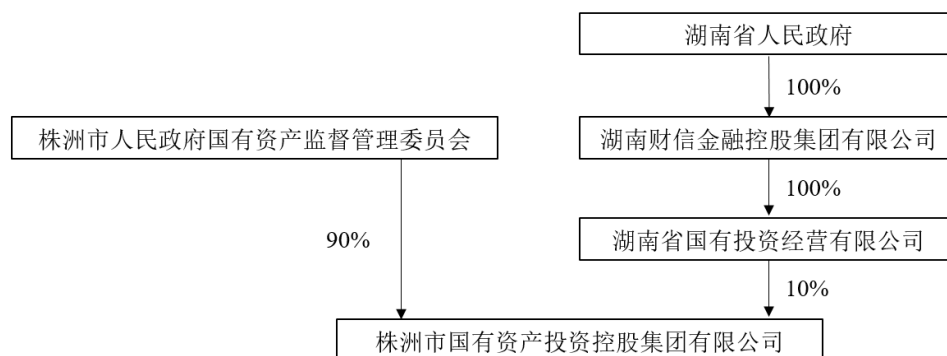 湖南省人民政府
100%
株洲市人民政府国有资产监督管理委员会
湖南财信金融控股集团有限公司
100%
90%
湖南省国有投资经营有限公司
10%
株洲市国有资产投资控股集团有限公司